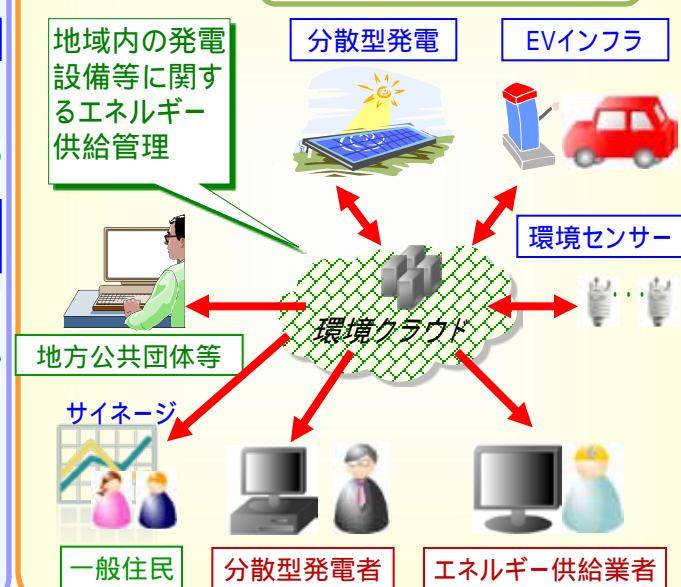 地域内の発電
設備等に関す
るエネルギー
供給管理
分散型発電
EVインフラ
環境センサー
環境クラウド
地方公共団体等
サイネージ
一般住民
分散型発電者
エネルギー供給業者